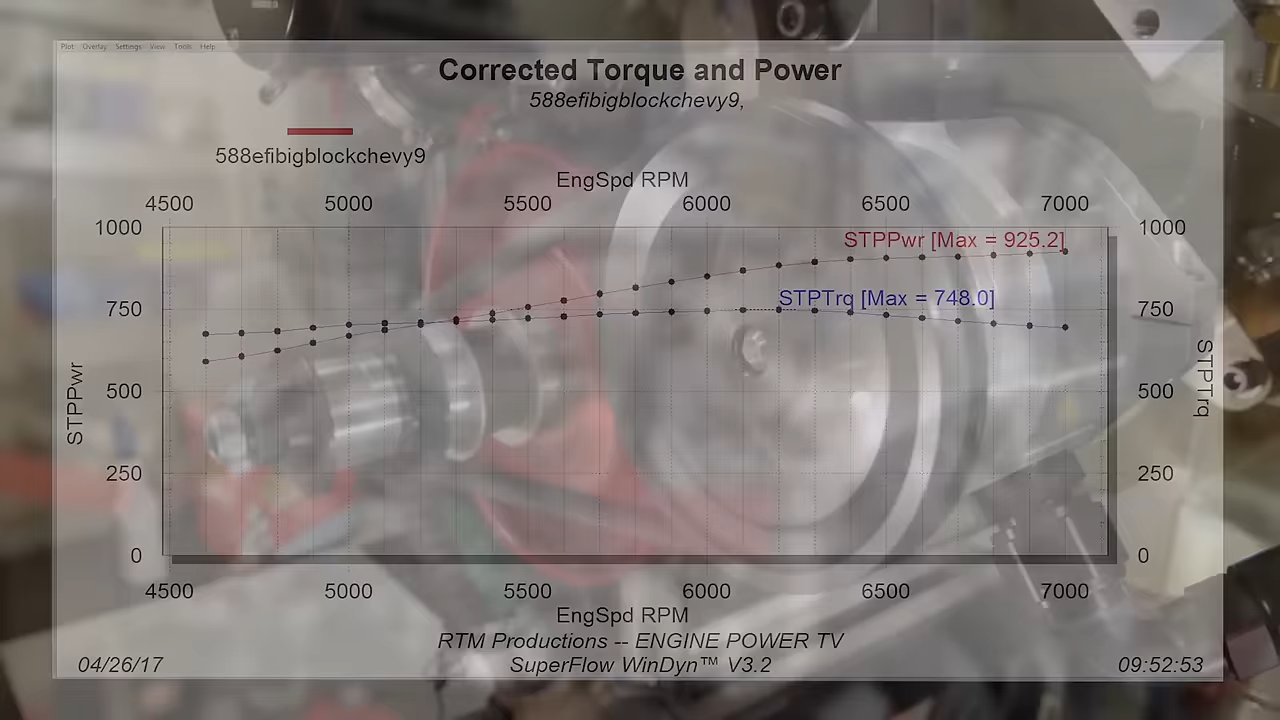 Plot Overlay Settings View Tools Help
Corrected Torque and Power
588efibigblockchevy9,
588efibigblockchevy9
EngSpd RPM
4500 5000 5500 6000 6500 7000
1000 1000
STPPwr [Max = 925.2]
STPTrq [Max = 748.0]
750 750
STPPwr
STPTrq
500 500
250 250
0 0
4500 5000 5500 6000 6500 7000
EngSpd RPM
RTM Productions -- ENGINE POWER TV
04/26/17 SuperFlow WinDyn™ V3.2 09:52:53